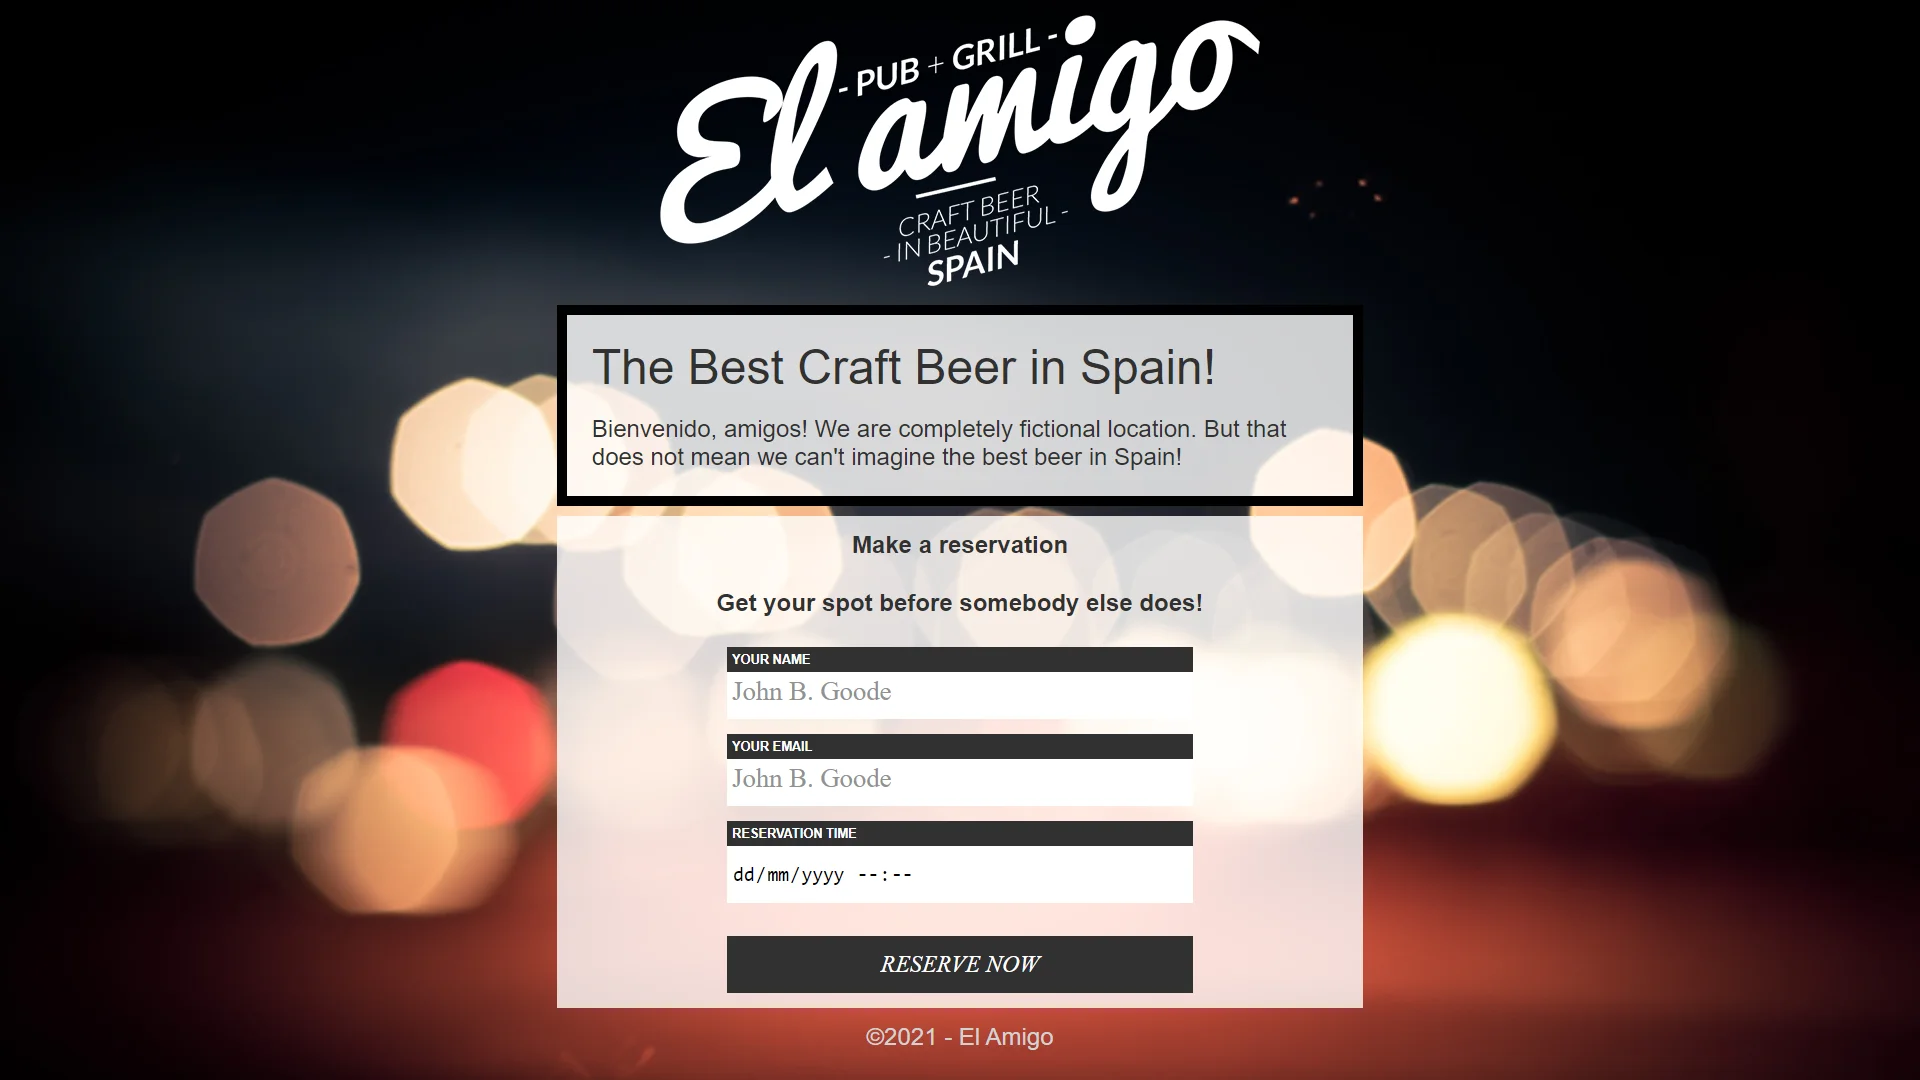 - PUB + GRILL -
El amigo
CRAFT BEER
- IN BEAUTIFUL -
SPAIN
The Best Craft Beer in Spain!
Bienvenido, amigos! We are completely fictional location. But that
does not mean we can't imagine the best beer in Spain!
Make a reservation
Get your spot before somebody else does!
YOUR NAME
John B. Goode
YOUR EMAIL
John B. Goode
RESERVATION TIME
dd/mm/yyyy --:--
RESERVE NOW
©2021 - El Amigo